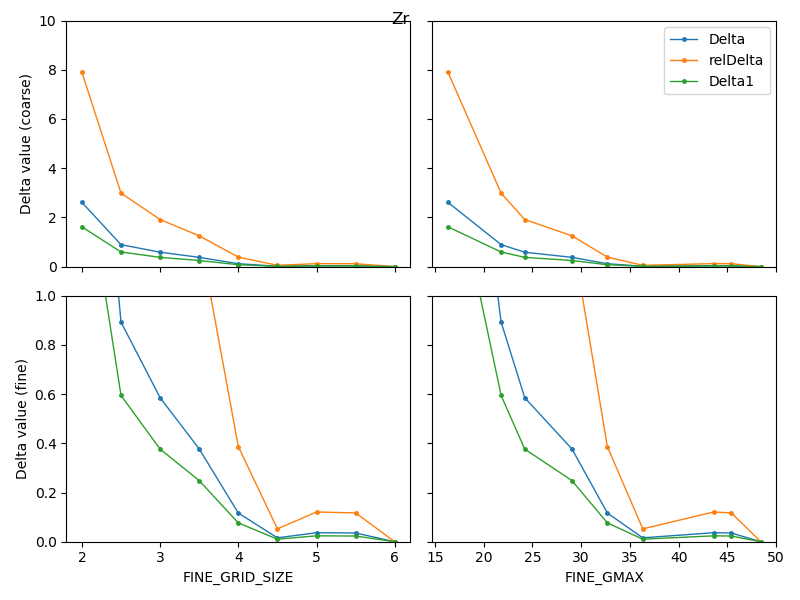 Zr
10
8
6
4
2
0
Delta value (coarse)
Delta
relDelta
Delta1
1.0
0.8
0.6
0.4
0.2
0.0
Delta value (fine)
2 3 4 5 6
FINE_GRID_SIZE
15 20 25 30 35 40 45 50
FINE_GMAX